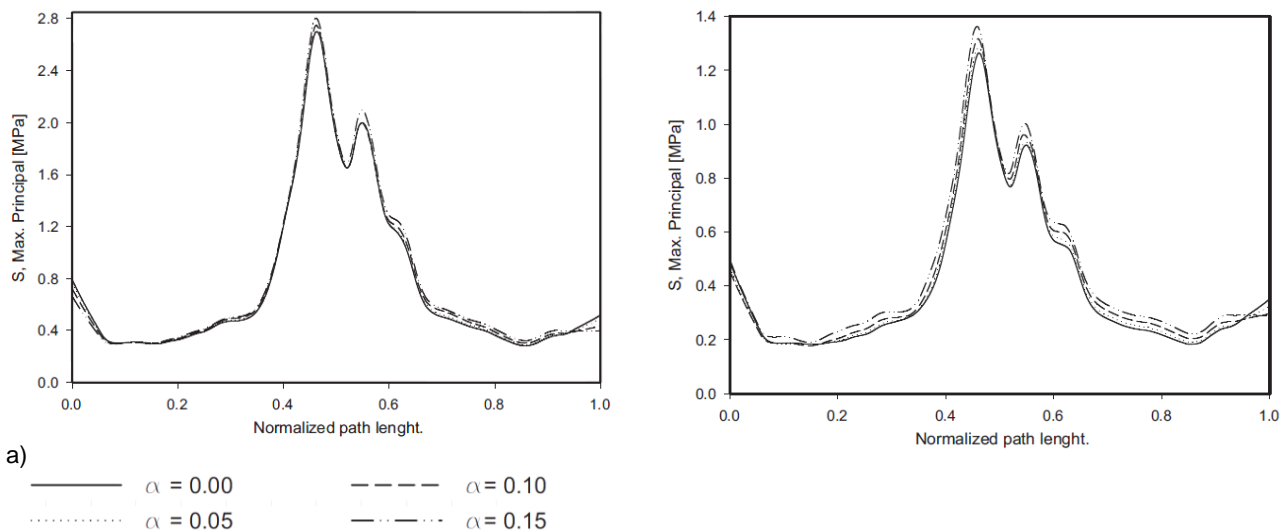 2.8
2.4
2.0
1.6
1.2
0.8
0.4
0.0
S, Max. Principal [MPa]
0.0 0.2 0.4 0.6 0.8 1.0
Normalized path lenght.
1.4
1.2
1.0
0.8
0.6
0.4
0.2
0.0
S, Max. Principal [MPa]
0.0 0.2 0.4 0.6 0.8 1.0
Normalized path lenght.
a)
α = 0.00
α = 0.10
α = 0.05
α = 0.15